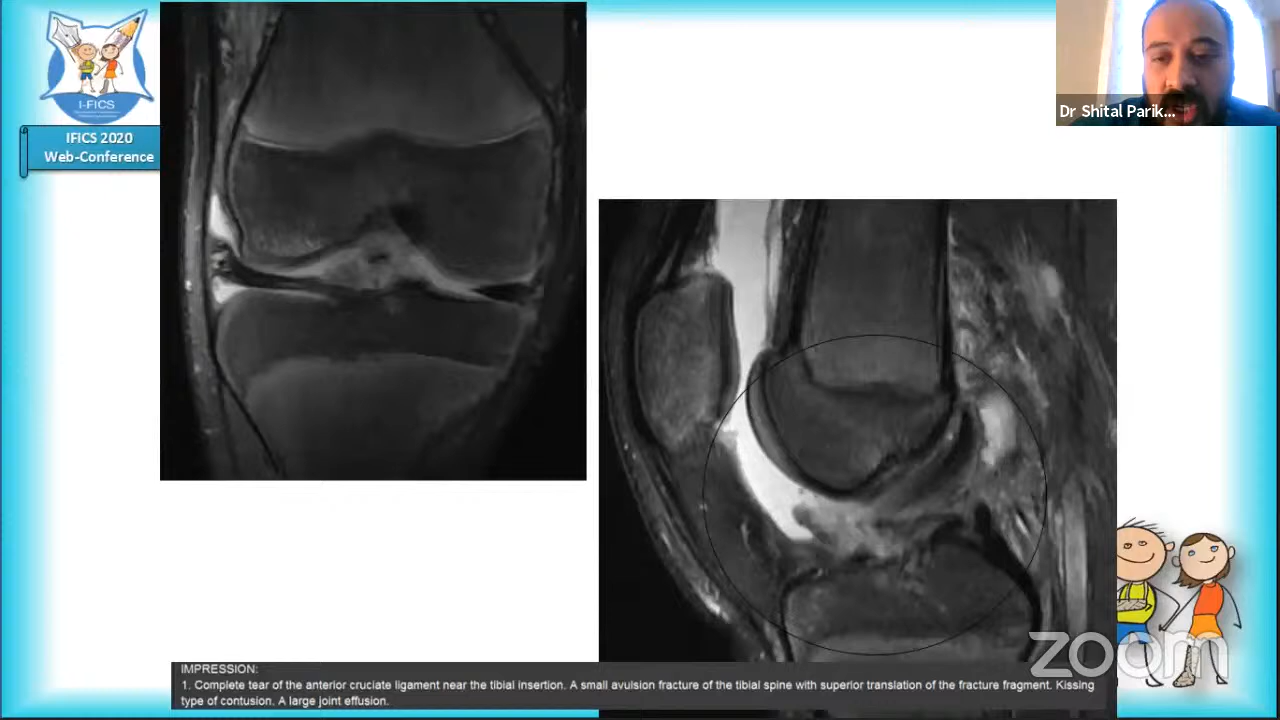 I-FICS
IFICS 2020
Web-Conference
Dr Shital Parik...
IMPRESSION:
1. Complete tear of the anterior cruciate ligament near the tibial insertion. A small avulsion fracture of the tibial spine with superior translation of the fracture fragment. Kissing
type of contusion. A large joint effusion.
zoom